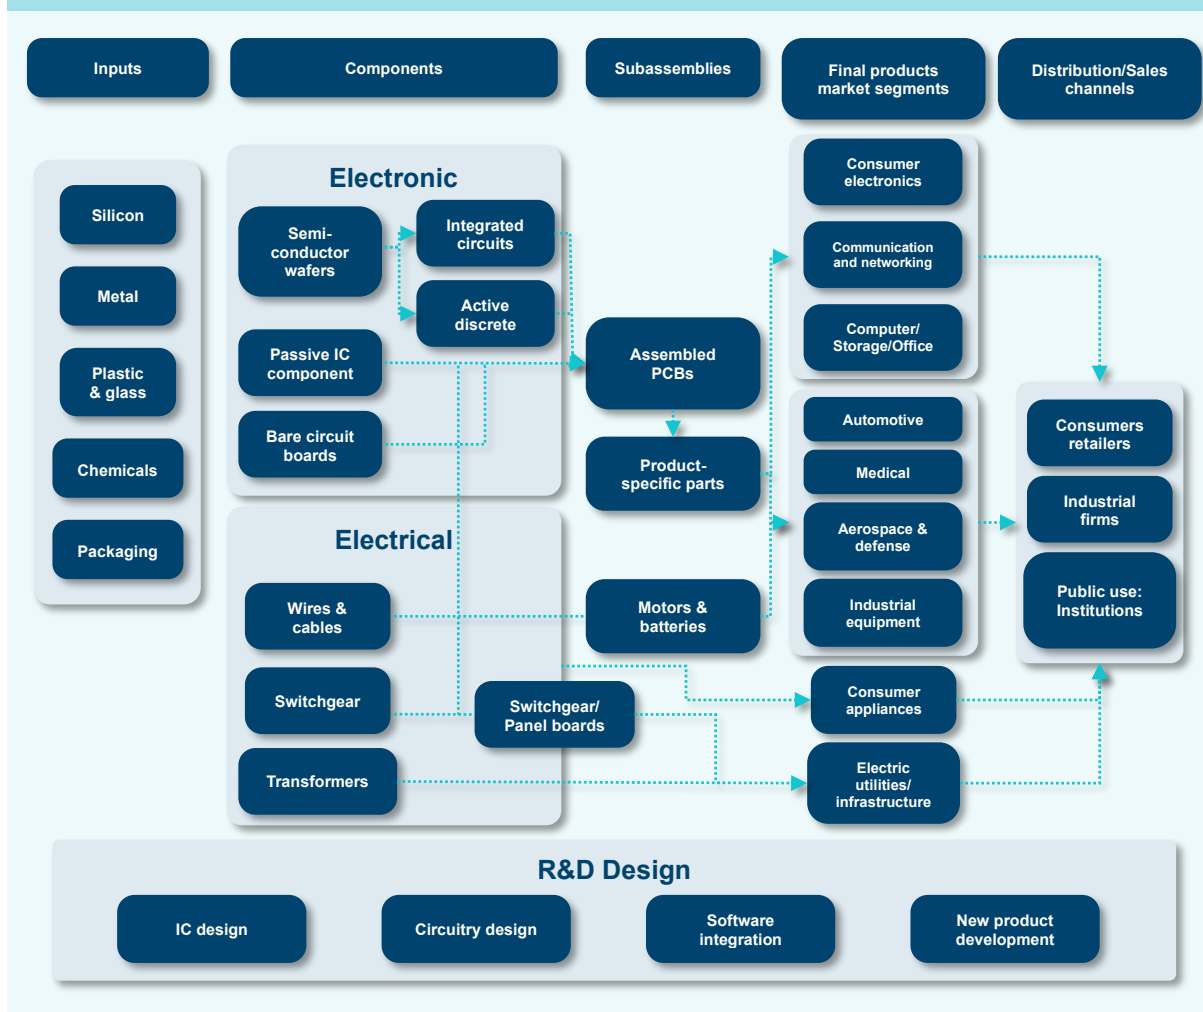 Inputs
Components
Subassemblies
Final products
market segments
Distribution/Sales
channels
Silicon
Metal
Plastic
& glass
Chemicals
Packaging
Electronic
Semi-
conductor
wafers
Integrated
circuits
Active
discrete
Passive IC
component
Bare circuit
boards
Electrical
Wires &
cables
Switchgear
Transformers
Switchgear/
Panel boards
Assembled
PCBs
Product-
specific parts
Motors &
batteries
Consumer
electronics
Communication
and networking
Computer/
Storage/Office
Automotive
Medical
Aerospace &
defense
Industrial
equipment
Consumer
appliances
Electric
utilities/
infrastructure
Consumers
retailers
Industrial
firms
Public use:
Institutions
R&D Design
IC design
Circuitry design
Software
integration
New product
development